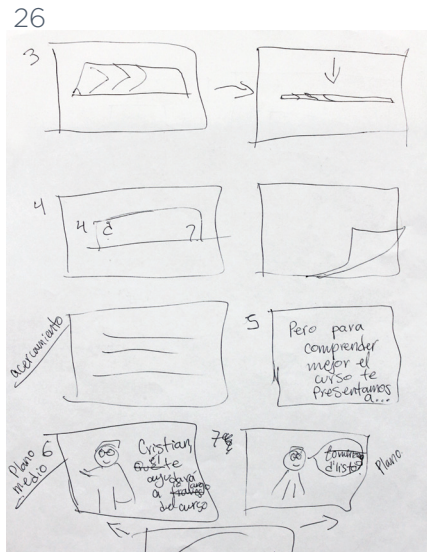 26
3
4
4 ¿ ?
acercamiento
5
Pero para
comprender
mejor el
curso te
presentamos
a...
Plano
medio
6
Cristian,
él te
ayudará
a
del curso
7
Plano